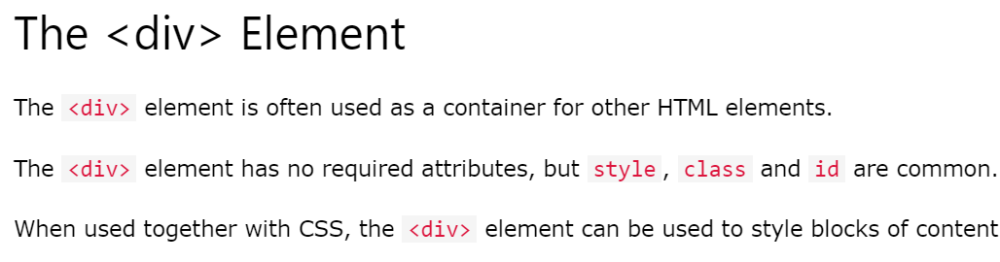 The <div> Element
The <div> element is often used as a container for other HTML elements.
The <div> element has no required attributes, but style, class and id are common.
When used together with CSS, the <div> element can be used to style blocks of content